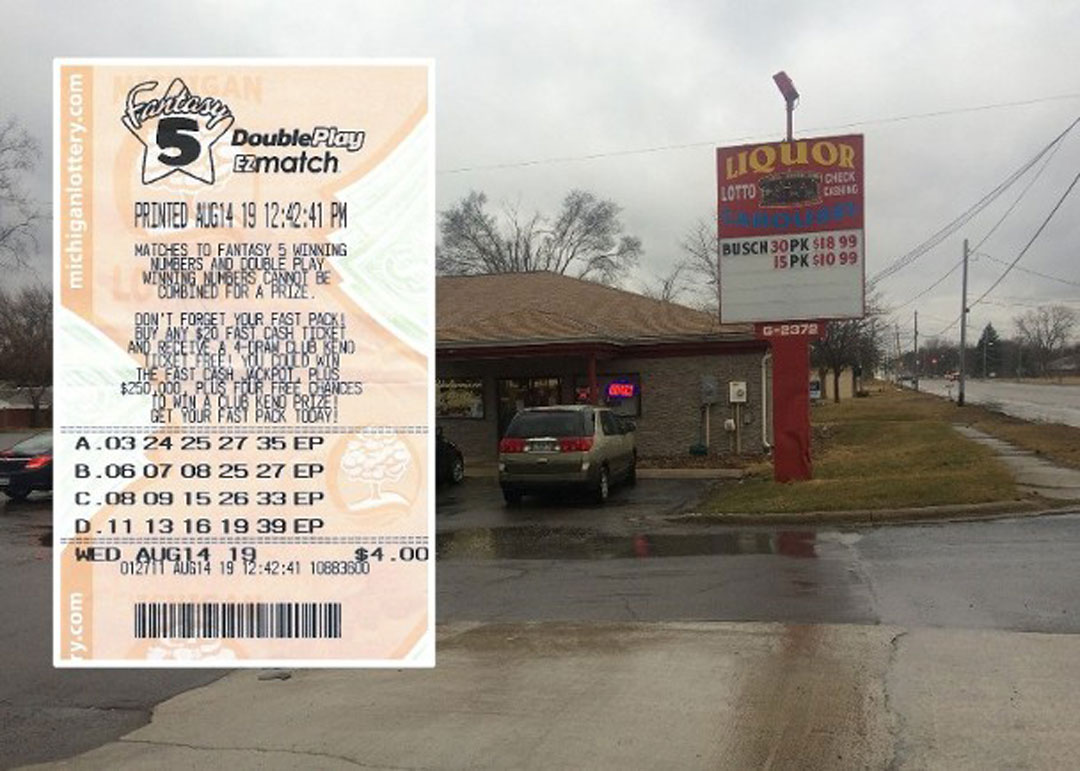 michiganlottery.com
MICHIGAN
Fantasy
5
DoublePlay
EZmatch
PRINTED AUG14 19 12:42:41 PM
MATCHES TO FANTASY 5 WINNING
NUMBERS AND DOUBLE PLAY
WINNING NUMBERS CANNOT BE
COMBINED FOR A PRIZE.
DON'T FORGET YOUR FAST PACK!
BUY ANY $20 FAST CASH TICKET
AND RECEIVE A 4-DRAW CLUB KENO
TICKET FREE! YOU COULD WIN
THE FAST CASH JACKPOT, PLUS
$250,000, PLUS FOUR FREE CHANCES
TO WIN A CLUB KENO PRIZE!
GET YOUR FAST PACK TODAY!
A.03 24 25 27 35 EP
B.06 07 08 25 27 EP
C.08 09 15 26 33 EP
D.11 13 16 19 39 EP
WED AUG14 19 $4.00
012711 AUG14 19 12:42:41 10883600
ry.com
LIQUOR
LOTTO
CHECK
CASHING
BUSCH 30PK $18 99
15PK $10 99
G-2372